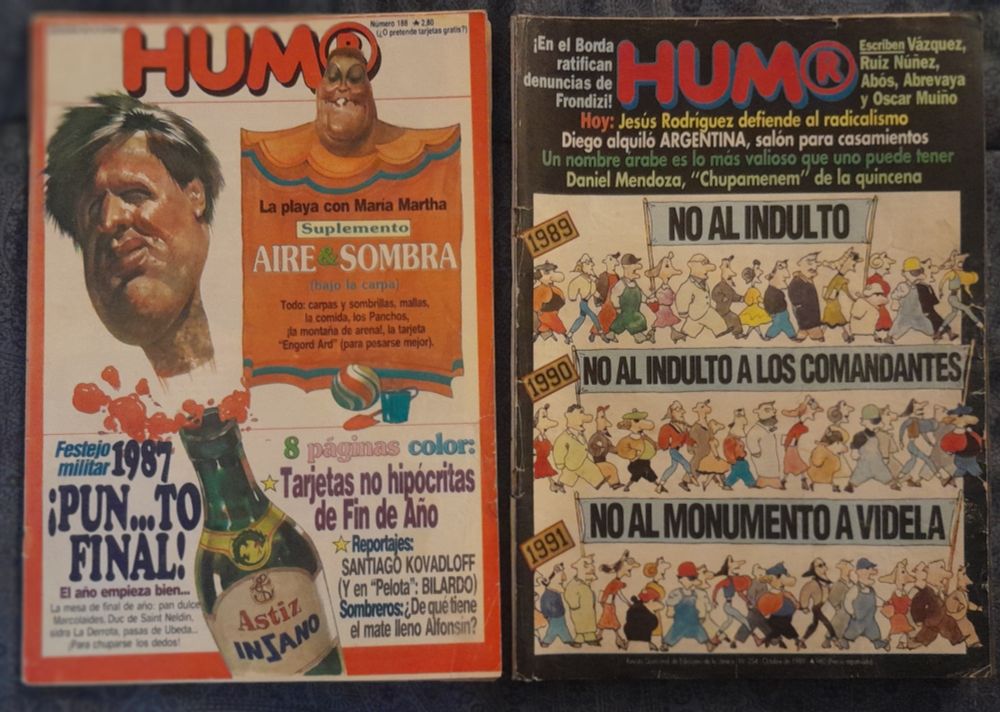 Número 188 ★ 2,80
(¿O pretende tarjetas gratis?)
HUM®
La playa con María Martha
Suplemento
AIRE & SOMBRA
(bajo la carpa)
Todo: carpas y sombrillas, mallas,
la comida, los Panchos,
¡la montaña de arena!, la tarjeta
"Engord Ard" (para pesarse mejor).
Festejo
militar 1987
¡PUN...TO
FINAL!
El año empieza bien...
La mesa de final de año: pan dulce
Marcolaides, Duc de Saint Neldin,
sidra La Derrota, pasas de Ubeda...
¡Para chuparse los dedos!
Astiz
INSANO
8 páginas color:
Tarjetas no hipócritas
de Fin de Año
Reportajes:
SANTIAGO KOVADLOFF
(Y en "Pelota": BILARDO)
Sombreros: ¿De qué tiene
el mate lleno Alfonsín?
¡En el Borda
ratifican
denuncias de
Frondizi!
HUM®
Escriben Vázquez,
Ruiz Núñez,
Abós, Abrevaya
y Oscar Muiño
Hoy: Jesús Rodríguez defiende al radicalismo
Diego alquiló ARGENTINA, salón para casamientos
Un nombre árabe es lo más valioso que uno puede tener
Daniel Mendoza, "Chupamenem" de la quincena
1989
NO AL INDULTO
1990
NO AL INDULTO A LOS COMANDANTES
1991
NO AL MONUMENTO A VIDELA